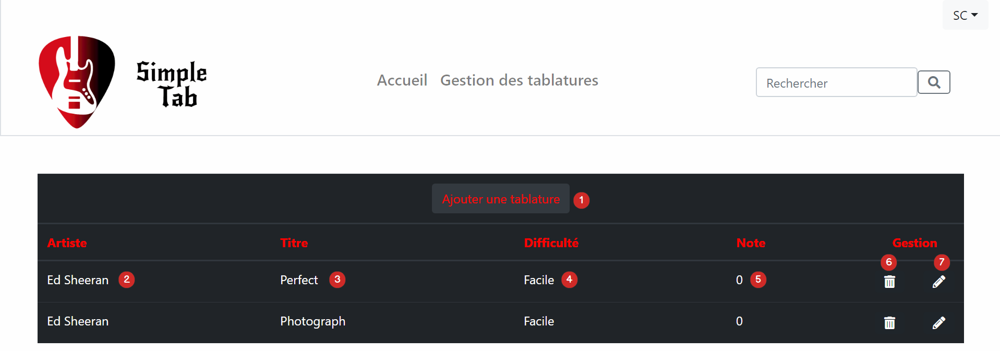 SC
Simple
Tab
Accueil Gestion des tablatures
Rechercher
Ajouter une tablature 1
Artiste Titre Difficulté Note Gestion
6 7
Ed Sheeran 2 Perfect 3 Facile 4 0 5
Ed Sheeran Photograph Facile 0